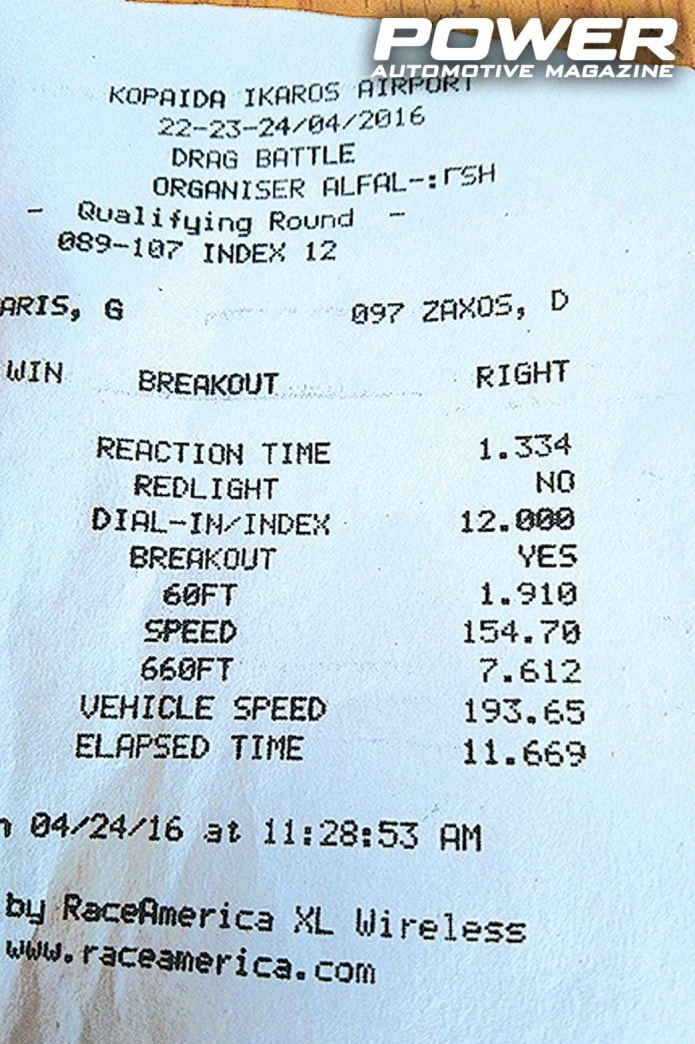 POWER
AUTOMOTIVE MAGAZINE
KOPAIDA IKAROS AIRPORT
22-23-24/04/2016
DRAG BATTLE
ORGANISER
- Qualifying Round -
089-107 INDEX 12
ARIS, G 097 ZAXOS, D
WIN BREAKOUT RIGHT
REACTION TIME 1.334
REDLIGHT NO
DIAL-IN/INDEX 12.000
BREAKOUT YES
60FT 1.910
SPEED 154.70
660FT 7.612
VEHICLE SPEED 193.65
ELAPSED TIME 11.669
04/24/16 at 11:28:53 AM
by RaceAmerica XL Wireless
www.raceamerica.com